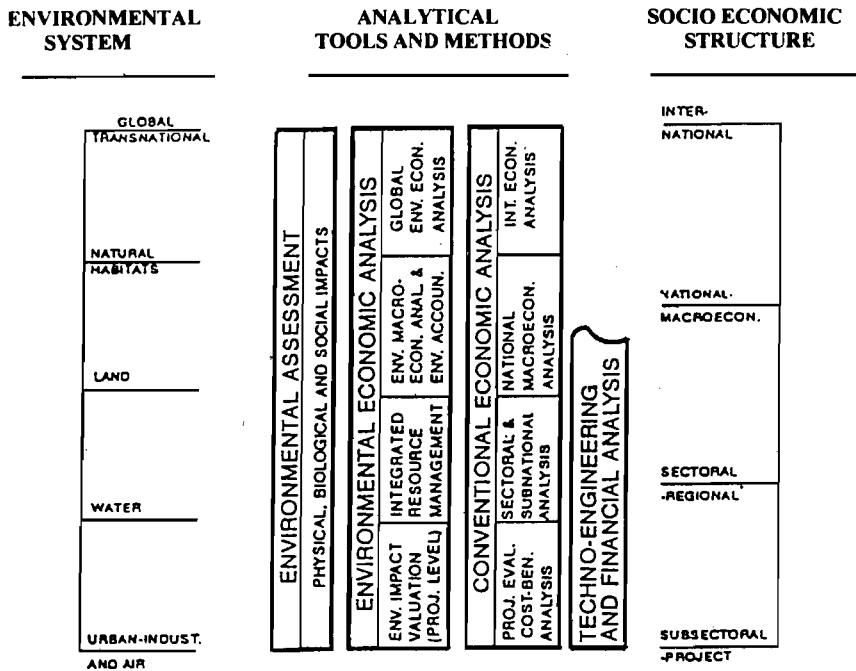 ENVIRONMENTAL
SYSTEM
ANALYTICAL
TOOLS AND METHODS
SOCIO ECONOMIC
STRUCTURE
GLOBAL
TRANSNATIONAL
NATURAL
HABITATS
LAND
WATER
URBAN-INDUST.
AND AIR
ENVIRONMENTAL ASSESSMENT
PHYSICAL, BIOLOGICAL AND SOCIAL IMPACTS
ENVIRONMENTAL ECONOMIC ANALYSIS
GLOBAL
ENV. ECON.
ANALYSIS
ENV. MACRO-
ECON. ANAL. &
ENV. ACCOUN.
INTEGRATED
RESOURCE
MANAGEMENT
ENV. IMPACT
VALUATION
(PROJ. LEVEL)
CONVENTIONAL ECONOMIC ANALYSIS
INT. ECON.
ANALYSIS
NATIONAL
MACROECON.
ANALYSIS
SECTORAL &
SUBNATIONAL
ANALYSIS
PROJ. EVAL.
COST-BEN.
ANALYSIS
TECHNO-ENGINEERING
AND FINANCIAL ANALYSIS
INTER-
NATIONAL
NATIONAL-
MACROECON.
SECTORAL
-REGIONAL
SUBSECTORAL
-PROJECT